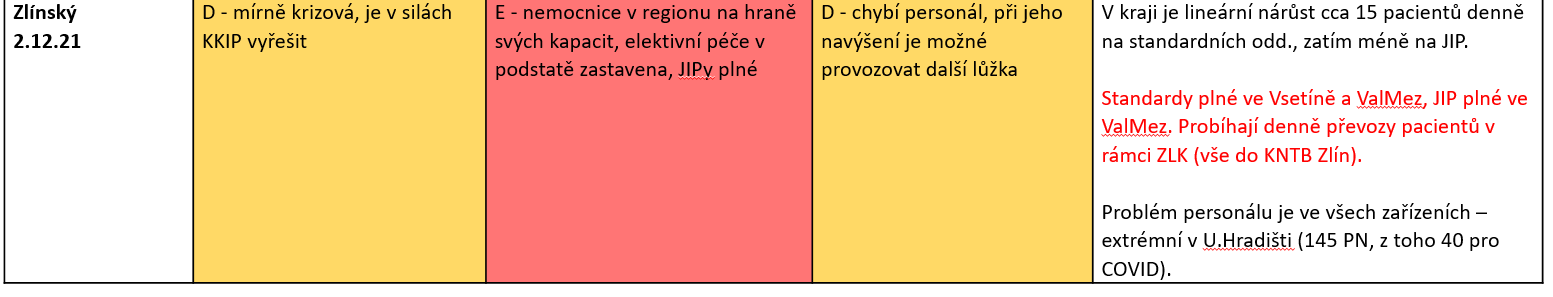 Zlínský
2.12.21
D - mírně krizová, je v silách
KKIP vyřešit
E - nemocnice v regionu na hraně
svých kapacit, elektivní péče v
podstatě zastavena, JIPy plné
D - chybí personál, při jeho
navýšení je možné
provozovat další lůžka
V kraji je lineární nárůst cca 15 pacientů denně
na standardních odd., zatím méně na JIP.
Standardy plné ve Vsetíně a ValMez, JIP plné ve
ValMez. Probíhají denně převozy pacientů v
rámci ZLK (vše do KNTB Zlín).
Problém personálu je ve všech zařízeních –
extrémní v U.Hradišti (145 PN, z toho 40 pro
COVID).